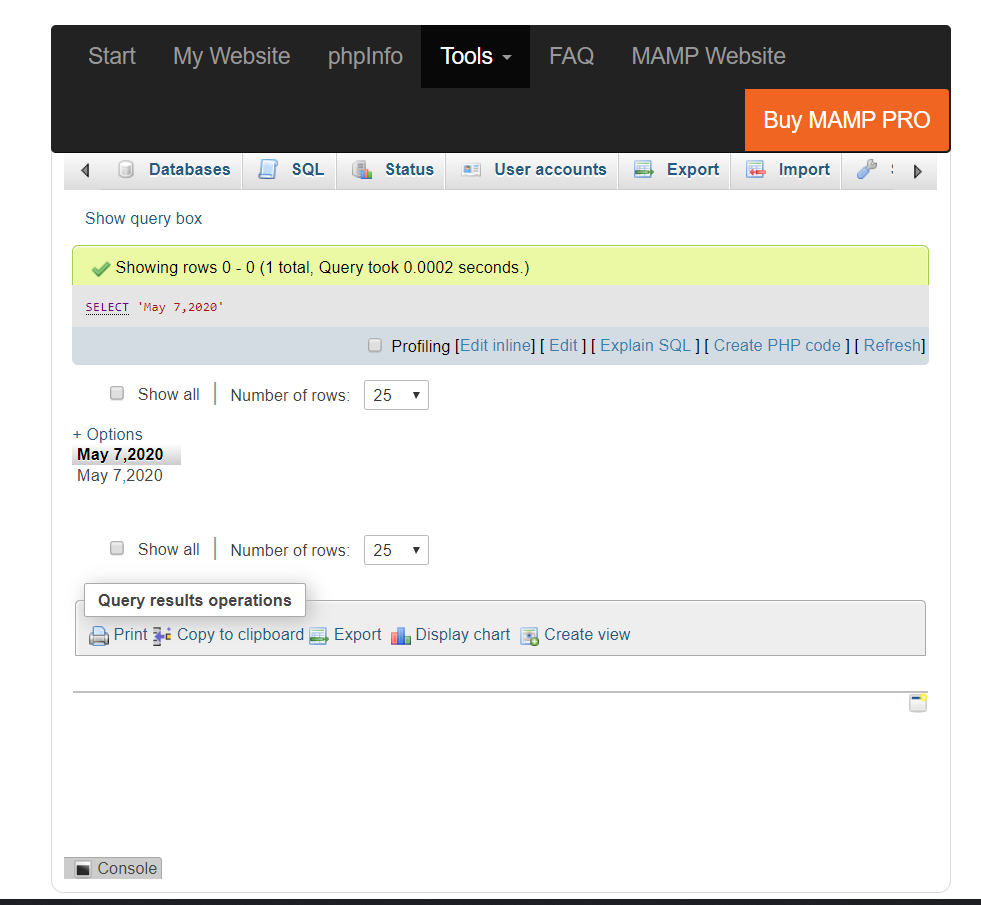 Start My Website phpInfo Tools FAQ MAMP Website
Buy MAMP PRO
Databases SQL Status User accounts Export Import
Show query box
Showing rows 0 - 0 (1 total, Query took 0.0002 seconds.)
SELECT 'May 7,2020'
Profiling [Edit inline] [ Edit ] [ Explain SQL ] [ Create PHP code ] [ Refresh]
Show all Number of rows: 25
+ Options
May 7,2020
May 7,2020
Show all Number of rows: 25
Query results operations
Print Copy to clipboard Export Display chart Create view
Console